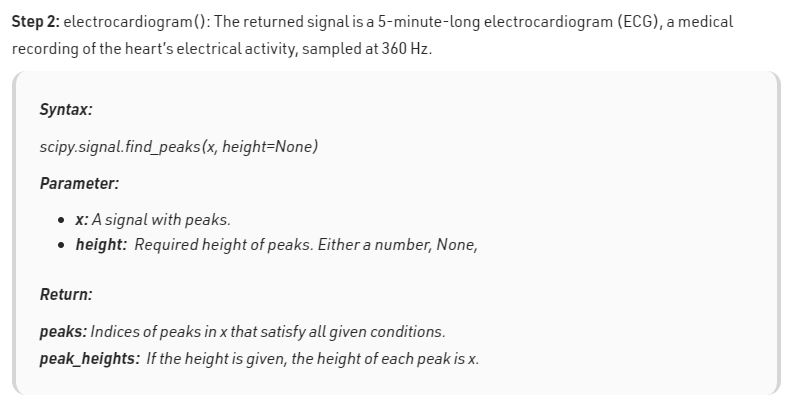 Step 2: electrocardiogram(): The returned signal is a 5-minute-long electrocardiogram (ECG), a medical
recording of the heart's electrical activity, sampled at 360 Hz.
Syntax:
scipy.signal.find_peaks(x, height=None)
Parameter:
• x: A signal with peaks.
• height: Required height of peaks. Either a number, None,
Return:
peaks: Indices of peaks in x that satisfy all given conditions.
peak_heights: If the height is given, the height of each peak is x.